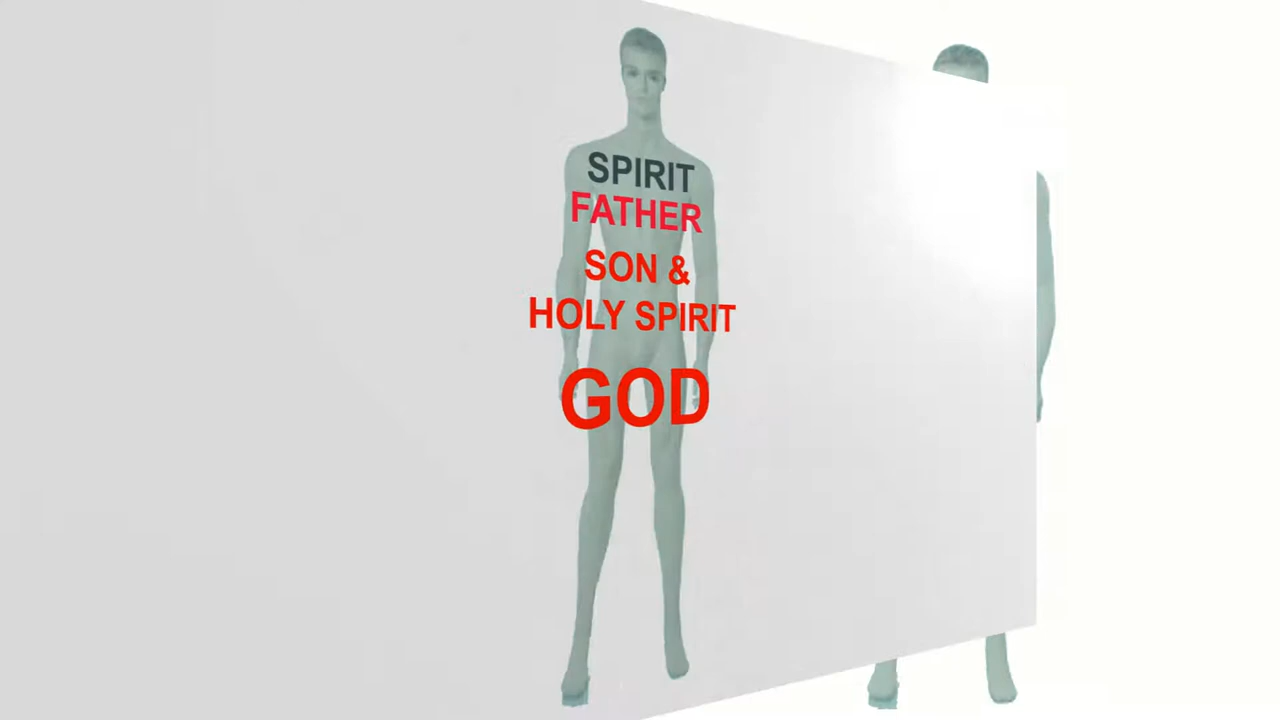 SPIRIT
FATHER
SON &
HOLY SPIRIT
GOD